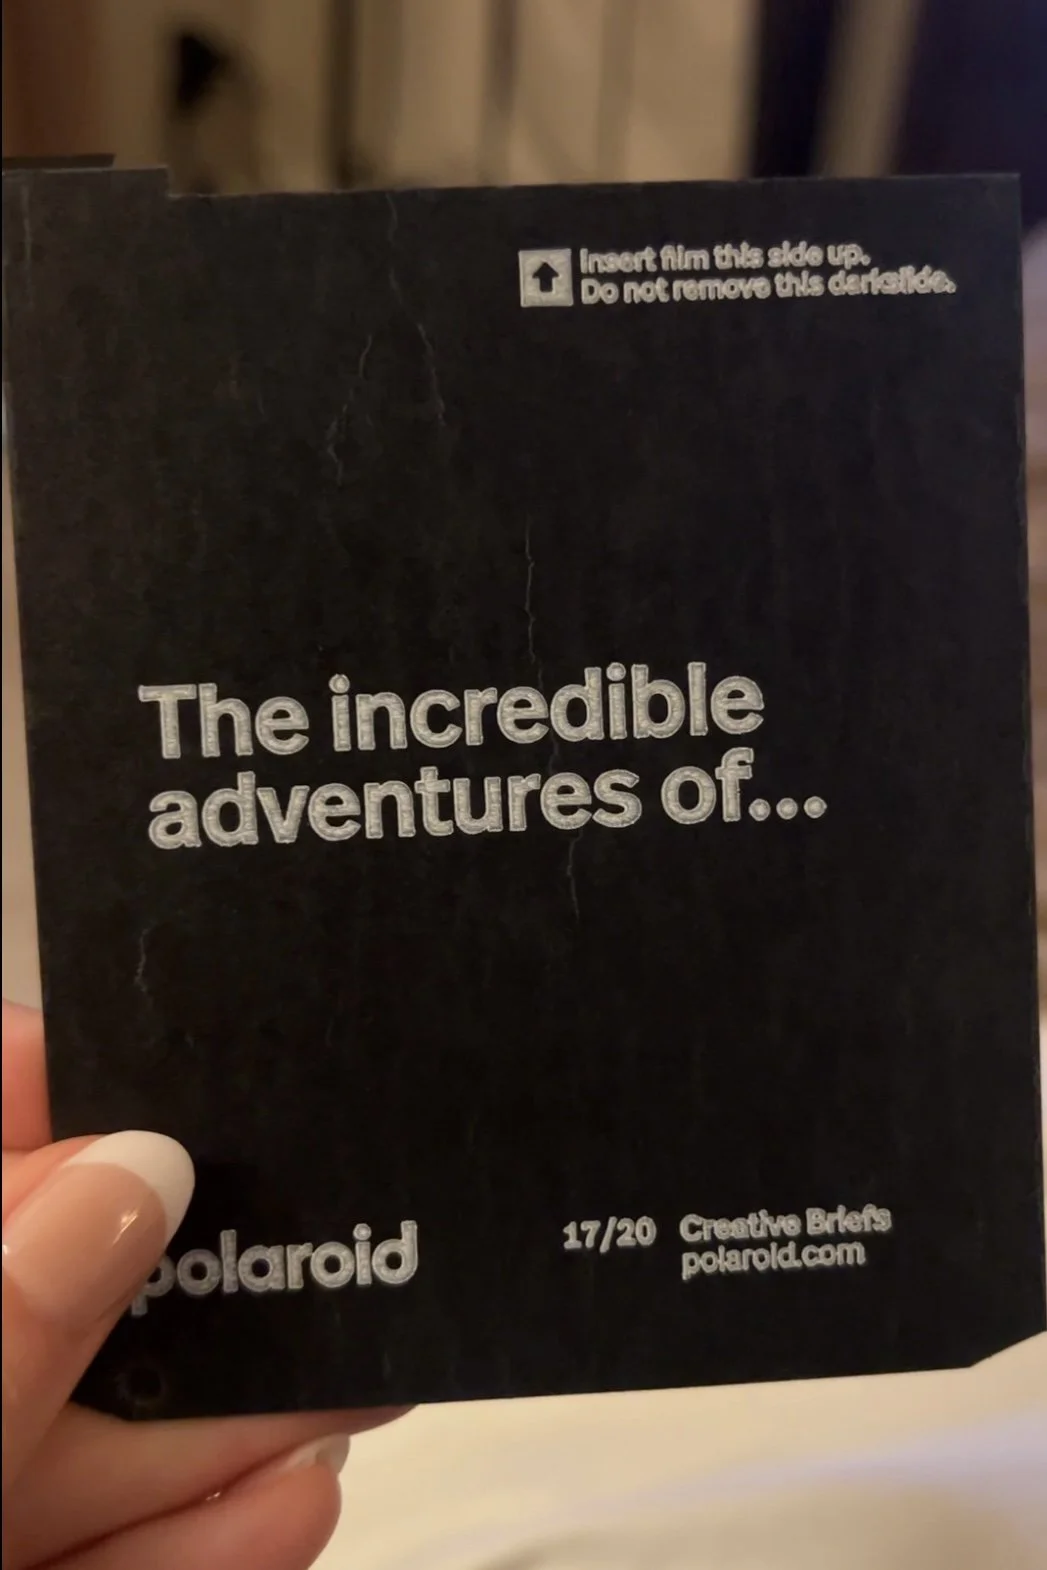 Insert film this side up.
Do not remove this darkslide.
The incredible
adventures of...
polaroid
17/20 Creative Briefs
polaroid.com